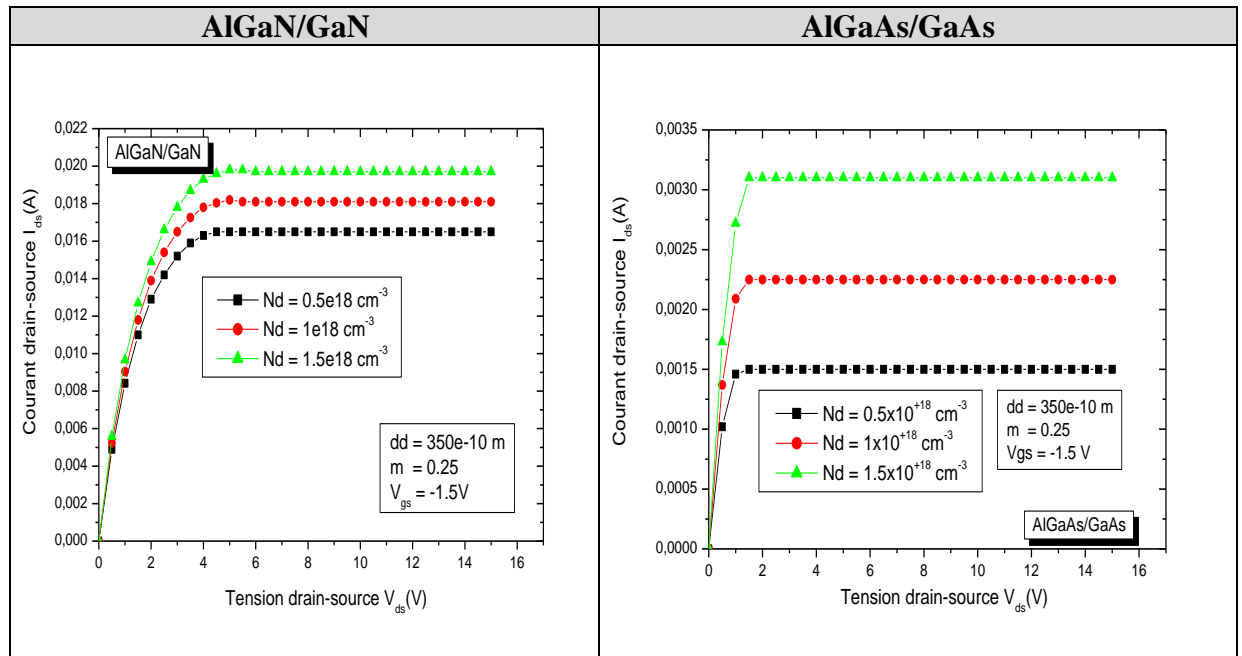 AlGaN/GaN
AlGaAs/GaAs
0,022
0,020
0,018
0,016
0,014
0,012
0,010
0,008
0,006
0,004
0,002
0,000
Courant drain-source I_ds(A)
AlGaN/GaN
Nd = 0.5e18 cm⁻³
Nd = 1e18 cm⁻³
Nd = 1.5e18 cm⁻³
dd = 350e-10 m
m = 0.25
V_gs = -1.5V
0 2 4 6 8 10 12 14 16
Tension drain-source V_ds(V)
0,0035
0,0030
0,0025
0,0020
0,0015
0,0010
0,0005
0,0000
Courant drain-source I_ds(A)
Nd = 0.5x10⁺¹⁸ cm⁻³
Nd = 1x10⁺¹⁸ cm⁻³
Nd = 1.5x10⁺¹⁸ cm⁻³
dd = 350e-10 m
m = 0.25
Vgs = -1.5 V
AlGaAs/GaAs
0 2 4 6 8 10 12 14 16
Tension drain-source V_ds(V)